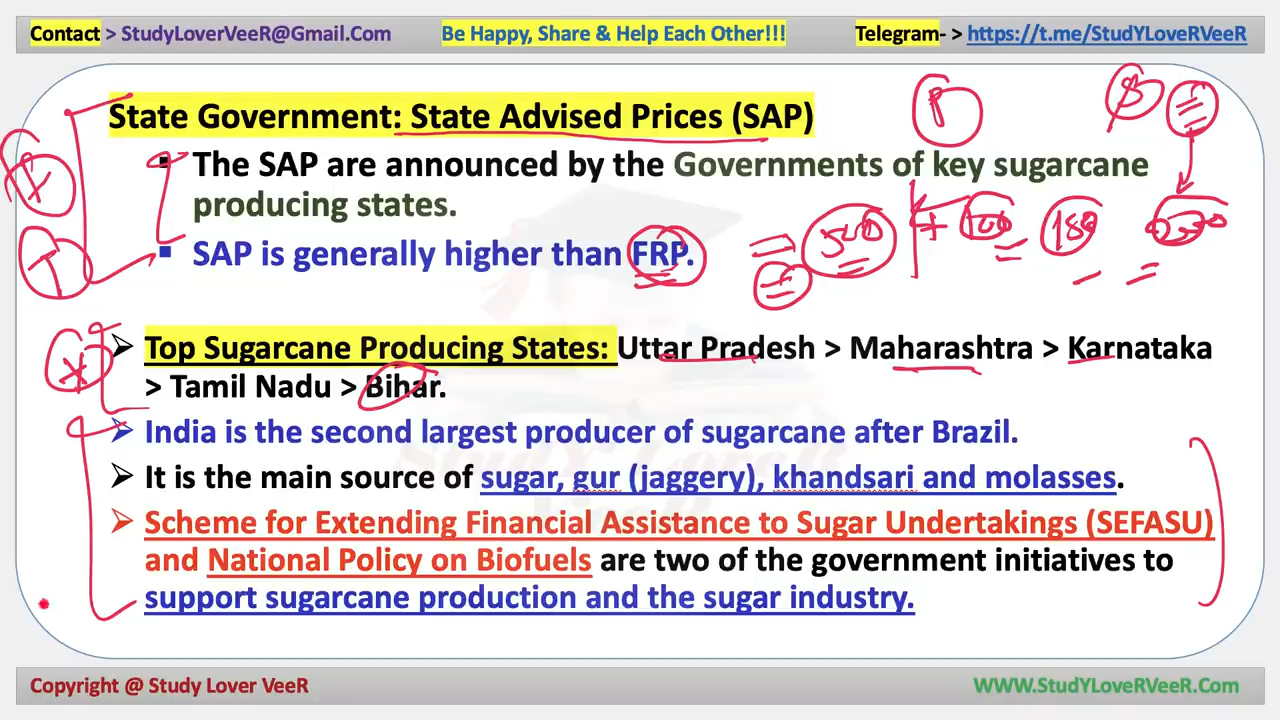 Contact > StudyLoverVeeR@Gmail.Com Be Happy, Share & Help Each Other!!! Telegram- > https://t.me/StudYLoveRVeeR
State Government: State Advised Prices (SAP)
▪ The SAP are announced by the Governments of key sugarcane
producing states.
▪ SAP is generally higher than FRP.
500 + 100 180
➢ Top Sugarcane Producing States: Uttar Pradesh > Maharashtra > Karnataka
> Tamil Nadu > Bihar.
➢ India is the second largest producer of sugarcane after Brazil.
➢ It is the main source of sugar, gur (jaggery), khandsari and molasses.
➢ Scheme for Extending Financial Assistance to Sugar Undertakings (SEFASU)
and National Policy on Biofuels are two of the government initiatives to
support sugarcane production and the sugar industry.
Copyright @ Study Lover VeeR WWW.StudYLoveRVeeR.Com